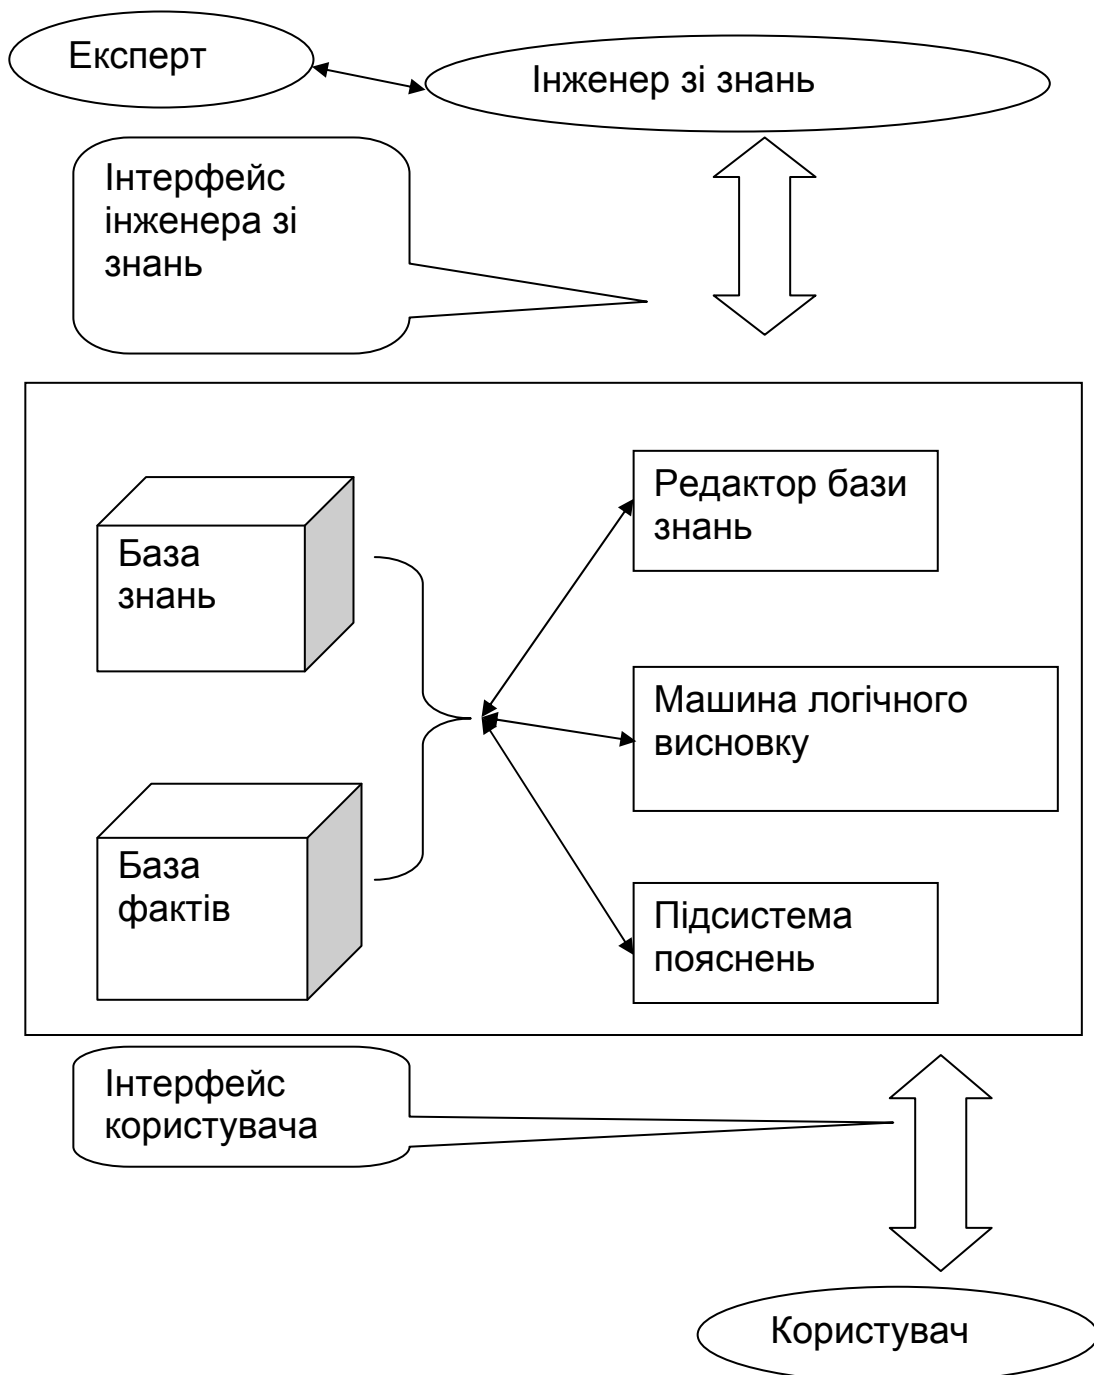 Експерт
Інженер зі знань
Інтерфейс
інженера зі
знань
База
знань
Редактор бази
знань
Машина логічного
висновку
База
фактів
Підсистема
пояснень
Інтерфейс
користувача
Користувач